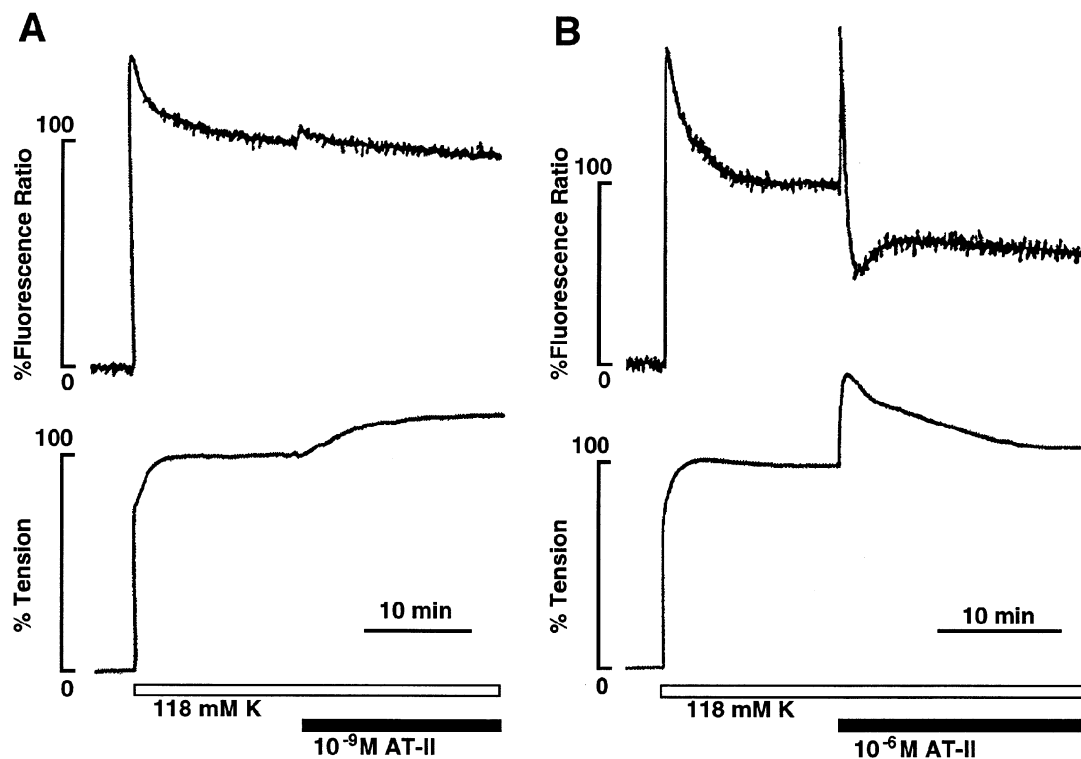 A
%Fluorescence Ratio
100
0
% Tension
100
0
10 min
118 mM K
10⁻⁹M AT-II
B
%Fluorescence Ratio
100
0
% Tension
100
0
10 min
118 mM K
10⁻⁶M AT-II